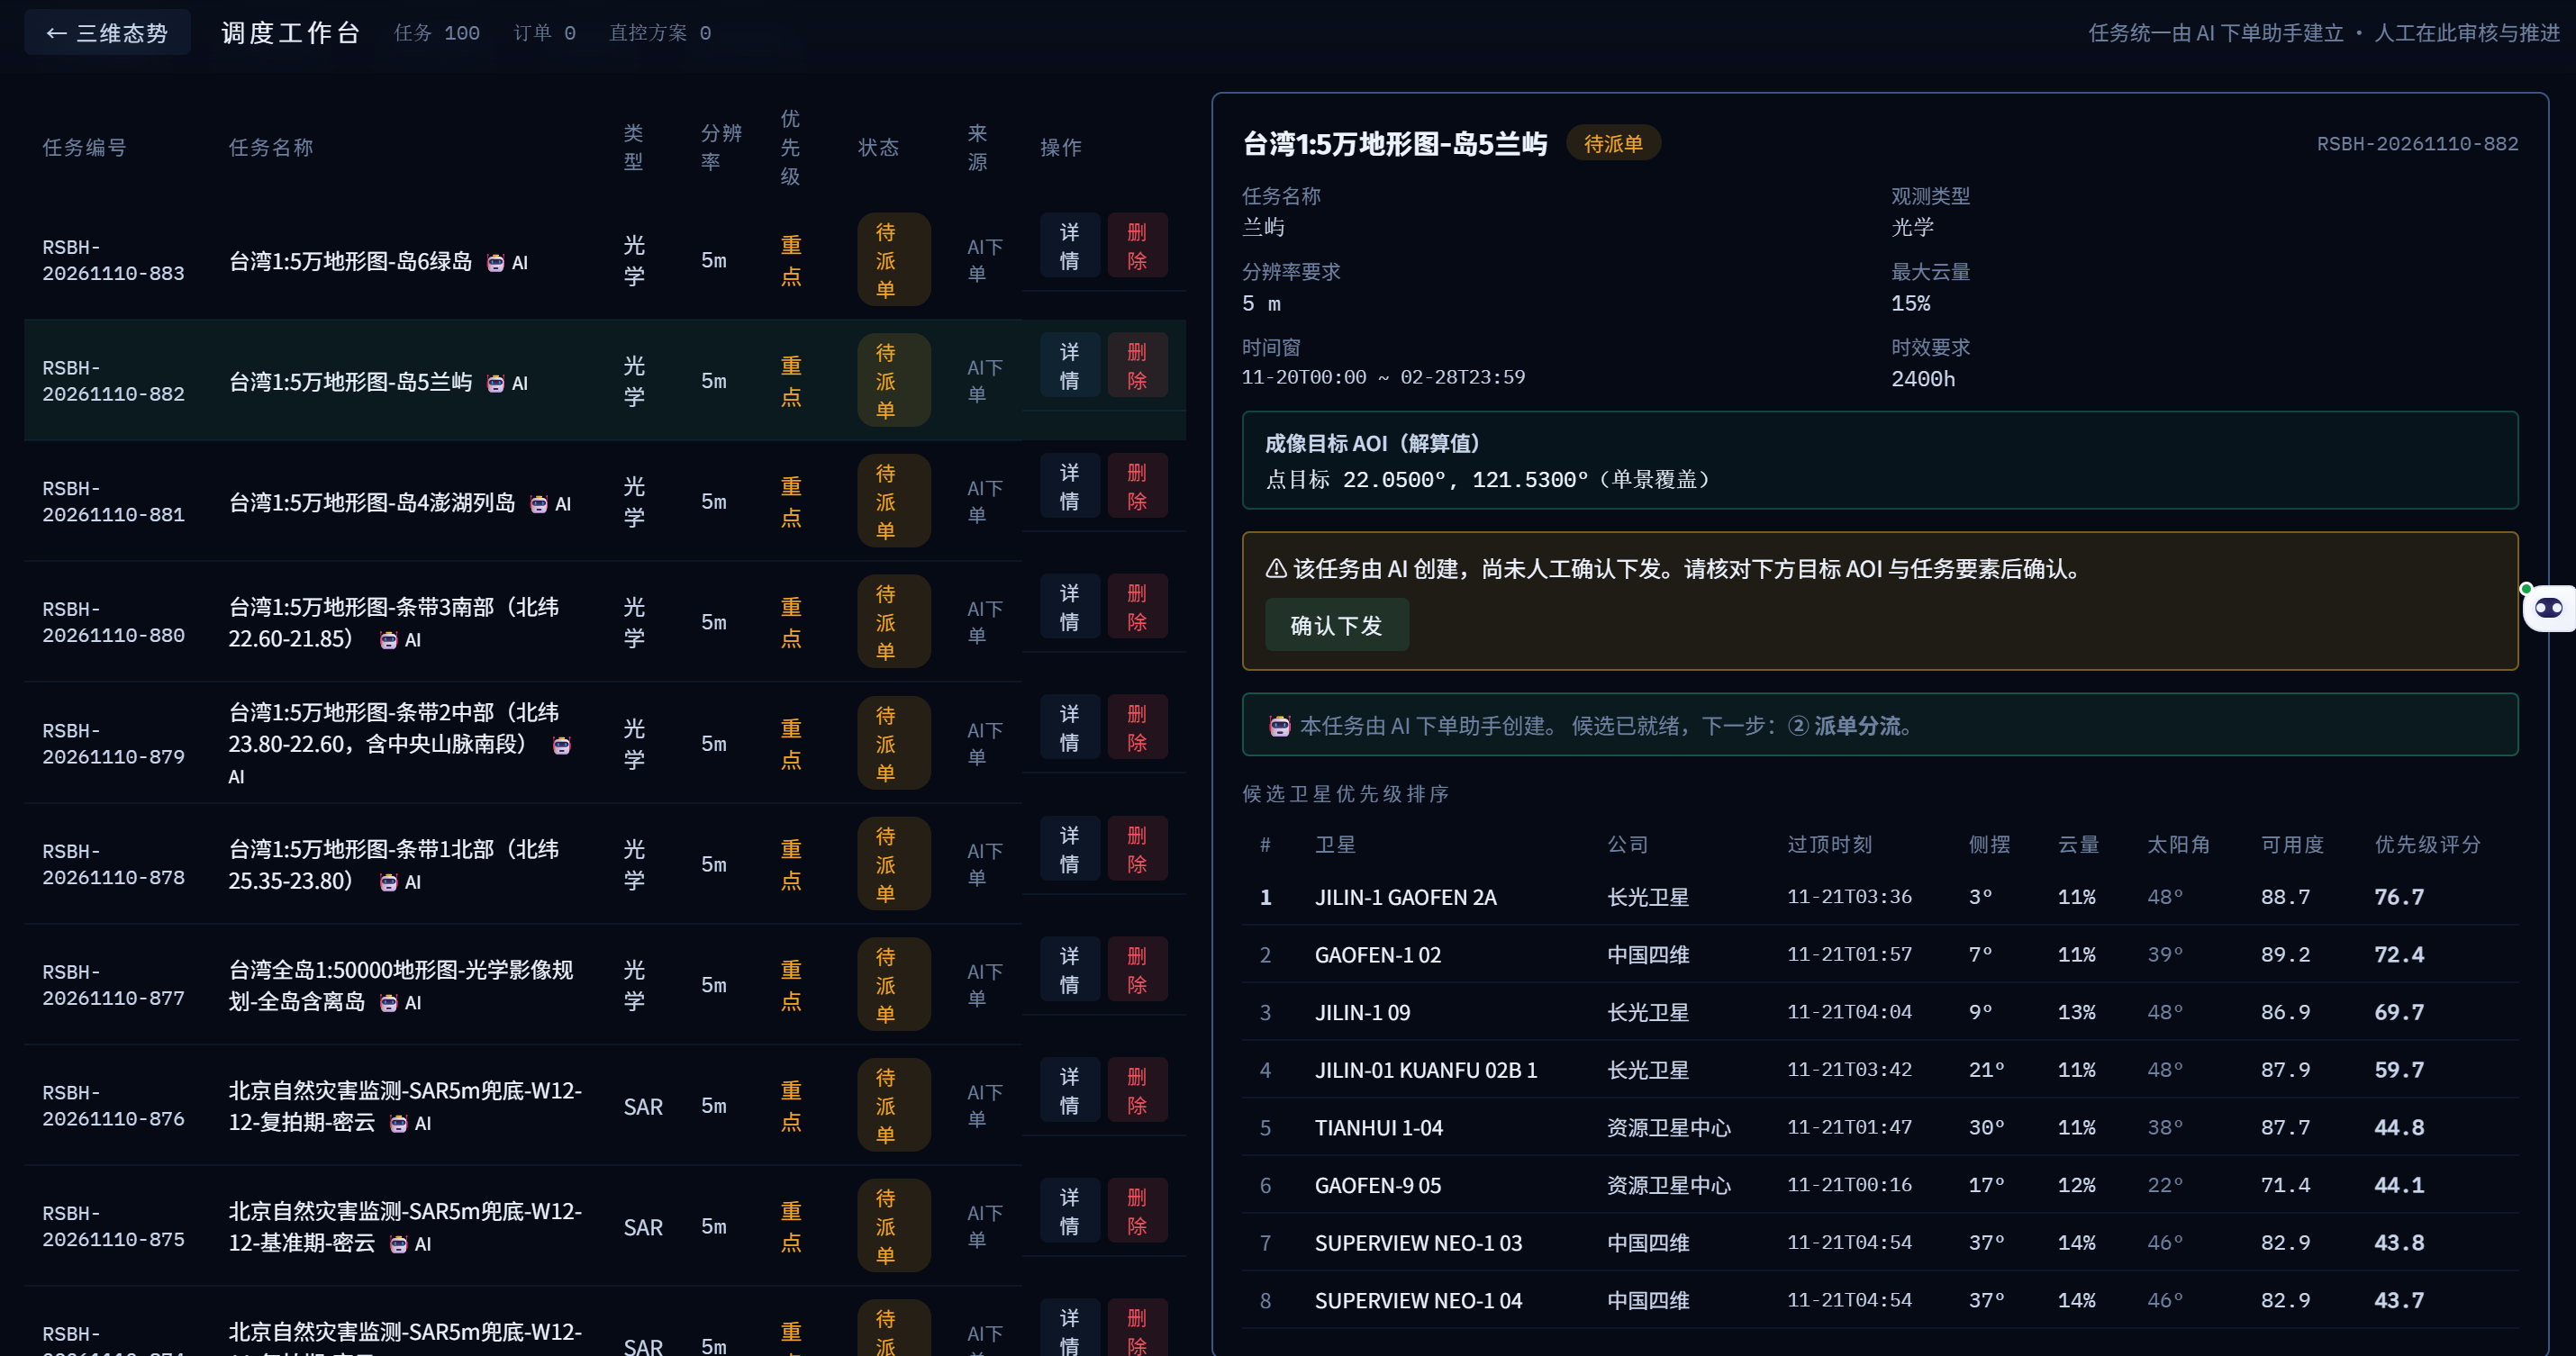 ← 三维态势 调度工作台 任务 100 订单 0 直控方案 0 任务统一由 AI 下单助手建立 · 人工在此审核与推进
任务编号 任务名称 类型 分辨率 优先级 状态 来源 操作
RSBH-20261110-883 台湾1:5万地形图-岛6绿岛 AI 光学 5m 重点 待派单 AI下单 详情 删除
RSBH-20261110-882 台湾1:5万地形图-岛5兰屿 AI 光学 5m 重点 待派单 AI下单 详情 删除
RSBH-20261110-881 台湾1:5万地形图-岛4澎湖列岛 AI 光学 5m 重点 待派单 AI下单 详情 删除
RSBH-20261110-880 台湾1:5万地形图-条带3南部（北纬22.60-21.85） AI 光学 5m 重点 待派单 AI下单 详情 删除
RSBH-20261110-879 台湾1:5万地形图-条带2中部（北纬23.80-22.60，含中央山脉南段） AI 光学 5m 重点 待派单 AI下单 详情 删除
RSBH-20261110-878 台湾1:5万地形图-条带1北部（北纬25.35-23.80） AI 光学 5m 重点 待派单 AI下单 详情 删除
RSBH-20261110-877 台湾全岛1:50000地形图-光学影像规划-全岛含离岛 AI 光学 5m 重点 待派单 AI下单 详情 删除
RSBH-20261110-876 北京自然灾害监测-SAR5m兜底-W12-12-复拍期-密云 AI SAR 5m 重点 待派单 AI下单 详情 删除
RSBH-20261110-875 北京自然灾害监测-SAR5m兜底-W12-12-基准期-密云 AI SAR 5m 重点 待派单 AI下单 详情 删除
RSBH- 北京自然灾害监测-SAR5m兜底-W12- SAR 5m 重点 待派 AI下 详情 删除
台湾1:5万地形图-岛5兰屿 待派单 RSBH-20261110-882
任务名称 观测类型
兰屿 光学
分辨率要求 最大云量
5 m 15%
时间窗 时效要求
11-20T00:00 ~ 02-28T23:59 2400h
成像目标 AOI（解算值）
点目标 22.0500°, 121.5300°（单景覆盖）
⚠ 该任务由 AI 创建，尚未人工确认下发。请核对下方目标 AOI 与任务要素后确认。
确认下发
本任务由 AI 下单助手创建。 候选已就绪，下一步：② 派单分流。
候选卫星优先级排序
# 卫星 公司 过顶时刻 侧摆 云量 太阳角 可用度 优先级评分
1 JILIN-1 GAOFEN 2A 长光卫星 11-21T03:36 3° 11% 48° 88.7 76.7
2 GAOFEN-1 02 中国四维 11-21T01:57 7° 11% 39° 89.2 72.4
3 JILIN-1 09 长光卫星 11-21T04:04 9° 13% 48° 86.9 69.7
4 JILIN-01 KUANFU 02B 1 长光卫星 11-21T03:42 21° 11% 48° 87.9 59.7
5 TIANHUI 1-04 资源卫星中心 11-21T01:47 30° 11% 38° 87.7 44.8
6 GAOFEN-9 05 资源卫星中心 11-21T00:16 17° 12% 22° 71.4 44.1
7 SUPERVIEW NEO-1 03 中国四维 11-21T04:54 37° 14% 46° 82.9 43.8
8 SUPERVIEW NEO-1 04 中国四维 11-21T04:54 37° 14% 46° 82.9 43.7